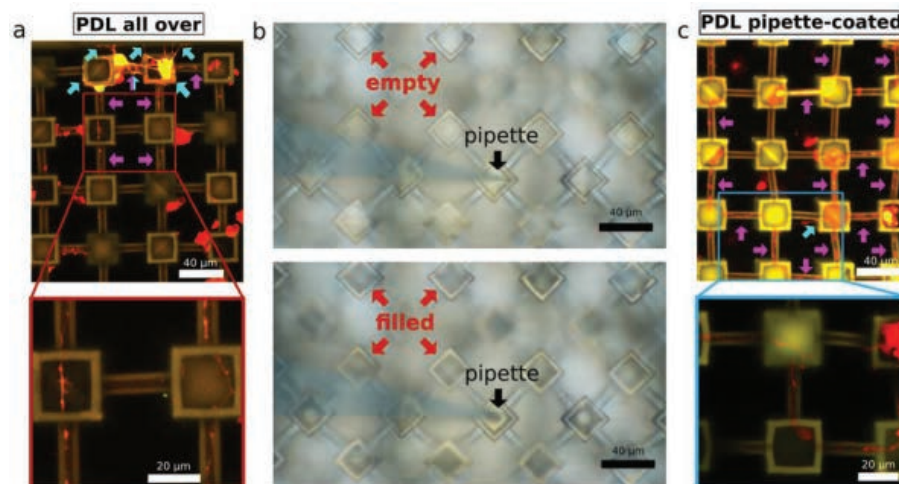 a
PDL all over
40 µm
20 µm
b
empty
pipette
40 µm
filled
pipette
40 µm
c
PDL pipette-coated
40 µm
20 µm